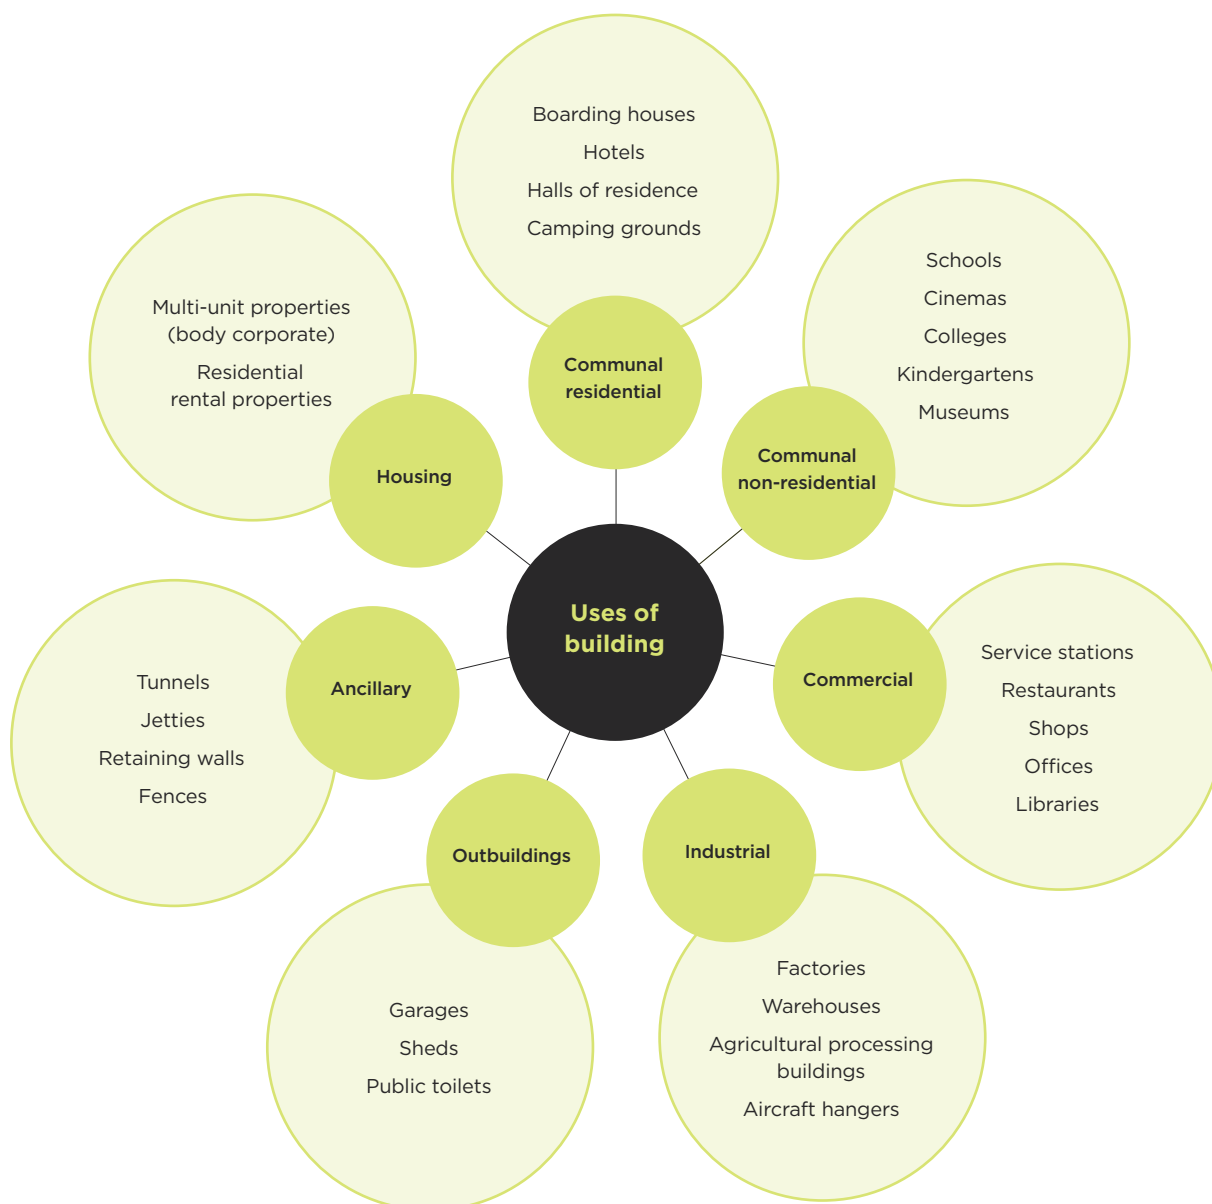 Boarding houses
Hotels
Halls of residence
Camping grounds
Communal
residential
Schools
Cinemas
Colleges
Kindergartens
Museums
Communal
non-residential
Multi-unit properties
(body corporate)
Residential
rental properties
Housing
Uses of
building
Service stations
Restaurants
Shops
Offices
Libraries
Commercial
Tunnels
Jetties
Retaining walls
Fences
Ancillary
Outbuildings
Garages
Sheds
Public toilets
Industrial
Factories
Warehouses
Agricultural processing
buildings
Aircraft hangers